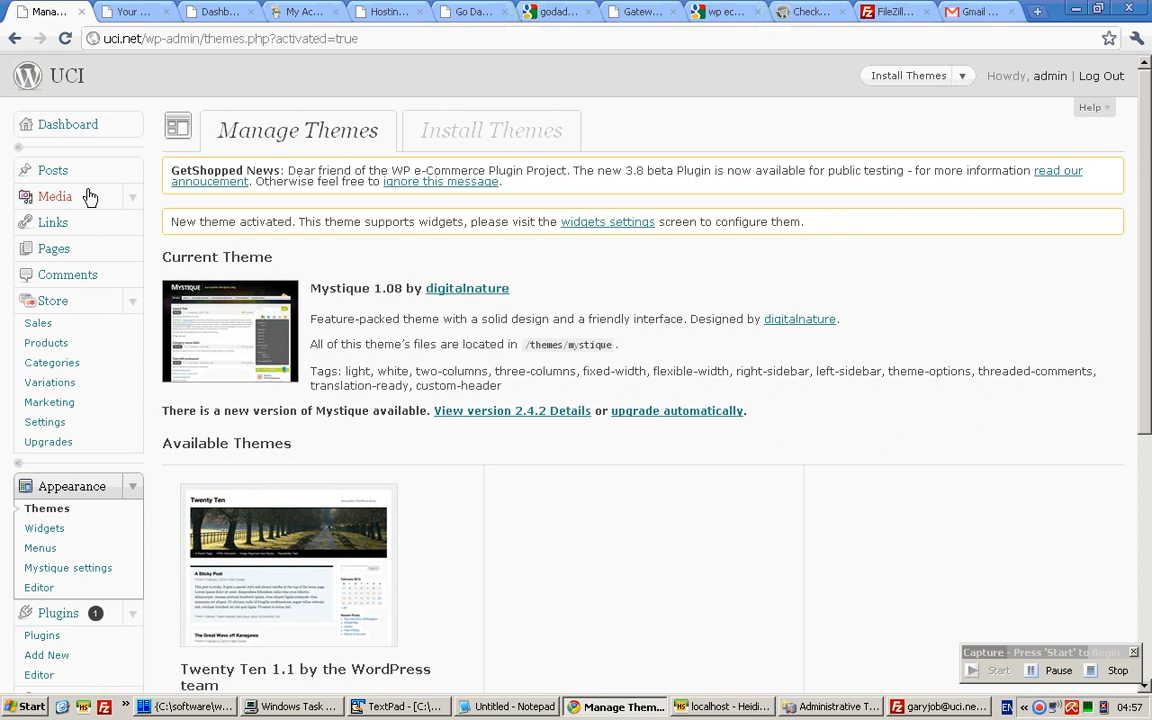 Mana...
Your ...
Dashb...
My Ac...
Hostin...
Go Da...
godad...
Gatew...
wp ec...
Check...
FileZill...
Gmail ...
uci.net/wp-admin/themes.php?activated=true
UCI
Install Themes
Howdy, admin | Log Out
Help
Dashboard
Posts
Media
Links
Pages
Comments
Store
Sales
Products
Categories
Variations
Marketing
Settings
Upgrades
Appearance
Themes
Widgets
Menus
Mystique settings
Editor
Plugins 1
Plugins
Add New
Editor
Manage Themes
Install Themes
GetShopped News: Dear friend of the WP e-Commerce Plugin Project. The new 3.8 beta Plugin is now available for public testing - for more information read our
annoucement. Otherwise feel free to ignore this message.
New theme activated. This theme supports widgets, please visit the widgets settings screen to configure them.
Current Theme
Mystique 1.08 by digitalnature
Feature-packed theme with a solid design and a friendly interface. Designed by digitalnature.
All of this theme's files are located in /themes/mystique .
Tags: light, white, two-columns, three-columns, fixed-width, flexible-width, right-sidebar, left-sidebar, theme-options, threaded-comments,
translation-ready, custom-header
There is a new version of Mystique available. View version 2.4.2 Details or upgrade automatically.
Available Themes
Twenty Ten
A Sticky Post
The Great Wave off Kanagawa
Twenty Ten 1.1 by the WordPress
team
Capture - Press 'Start' to Begin
Start
Pause
Stop
Start
{C:\software\w...
Windows Task ...
TextPad - [C:\...
Untitled - Notepad
Manage Them...
localhost - Heidi...
Administrative T...
garyjob@uci.ne...
EN
04:57